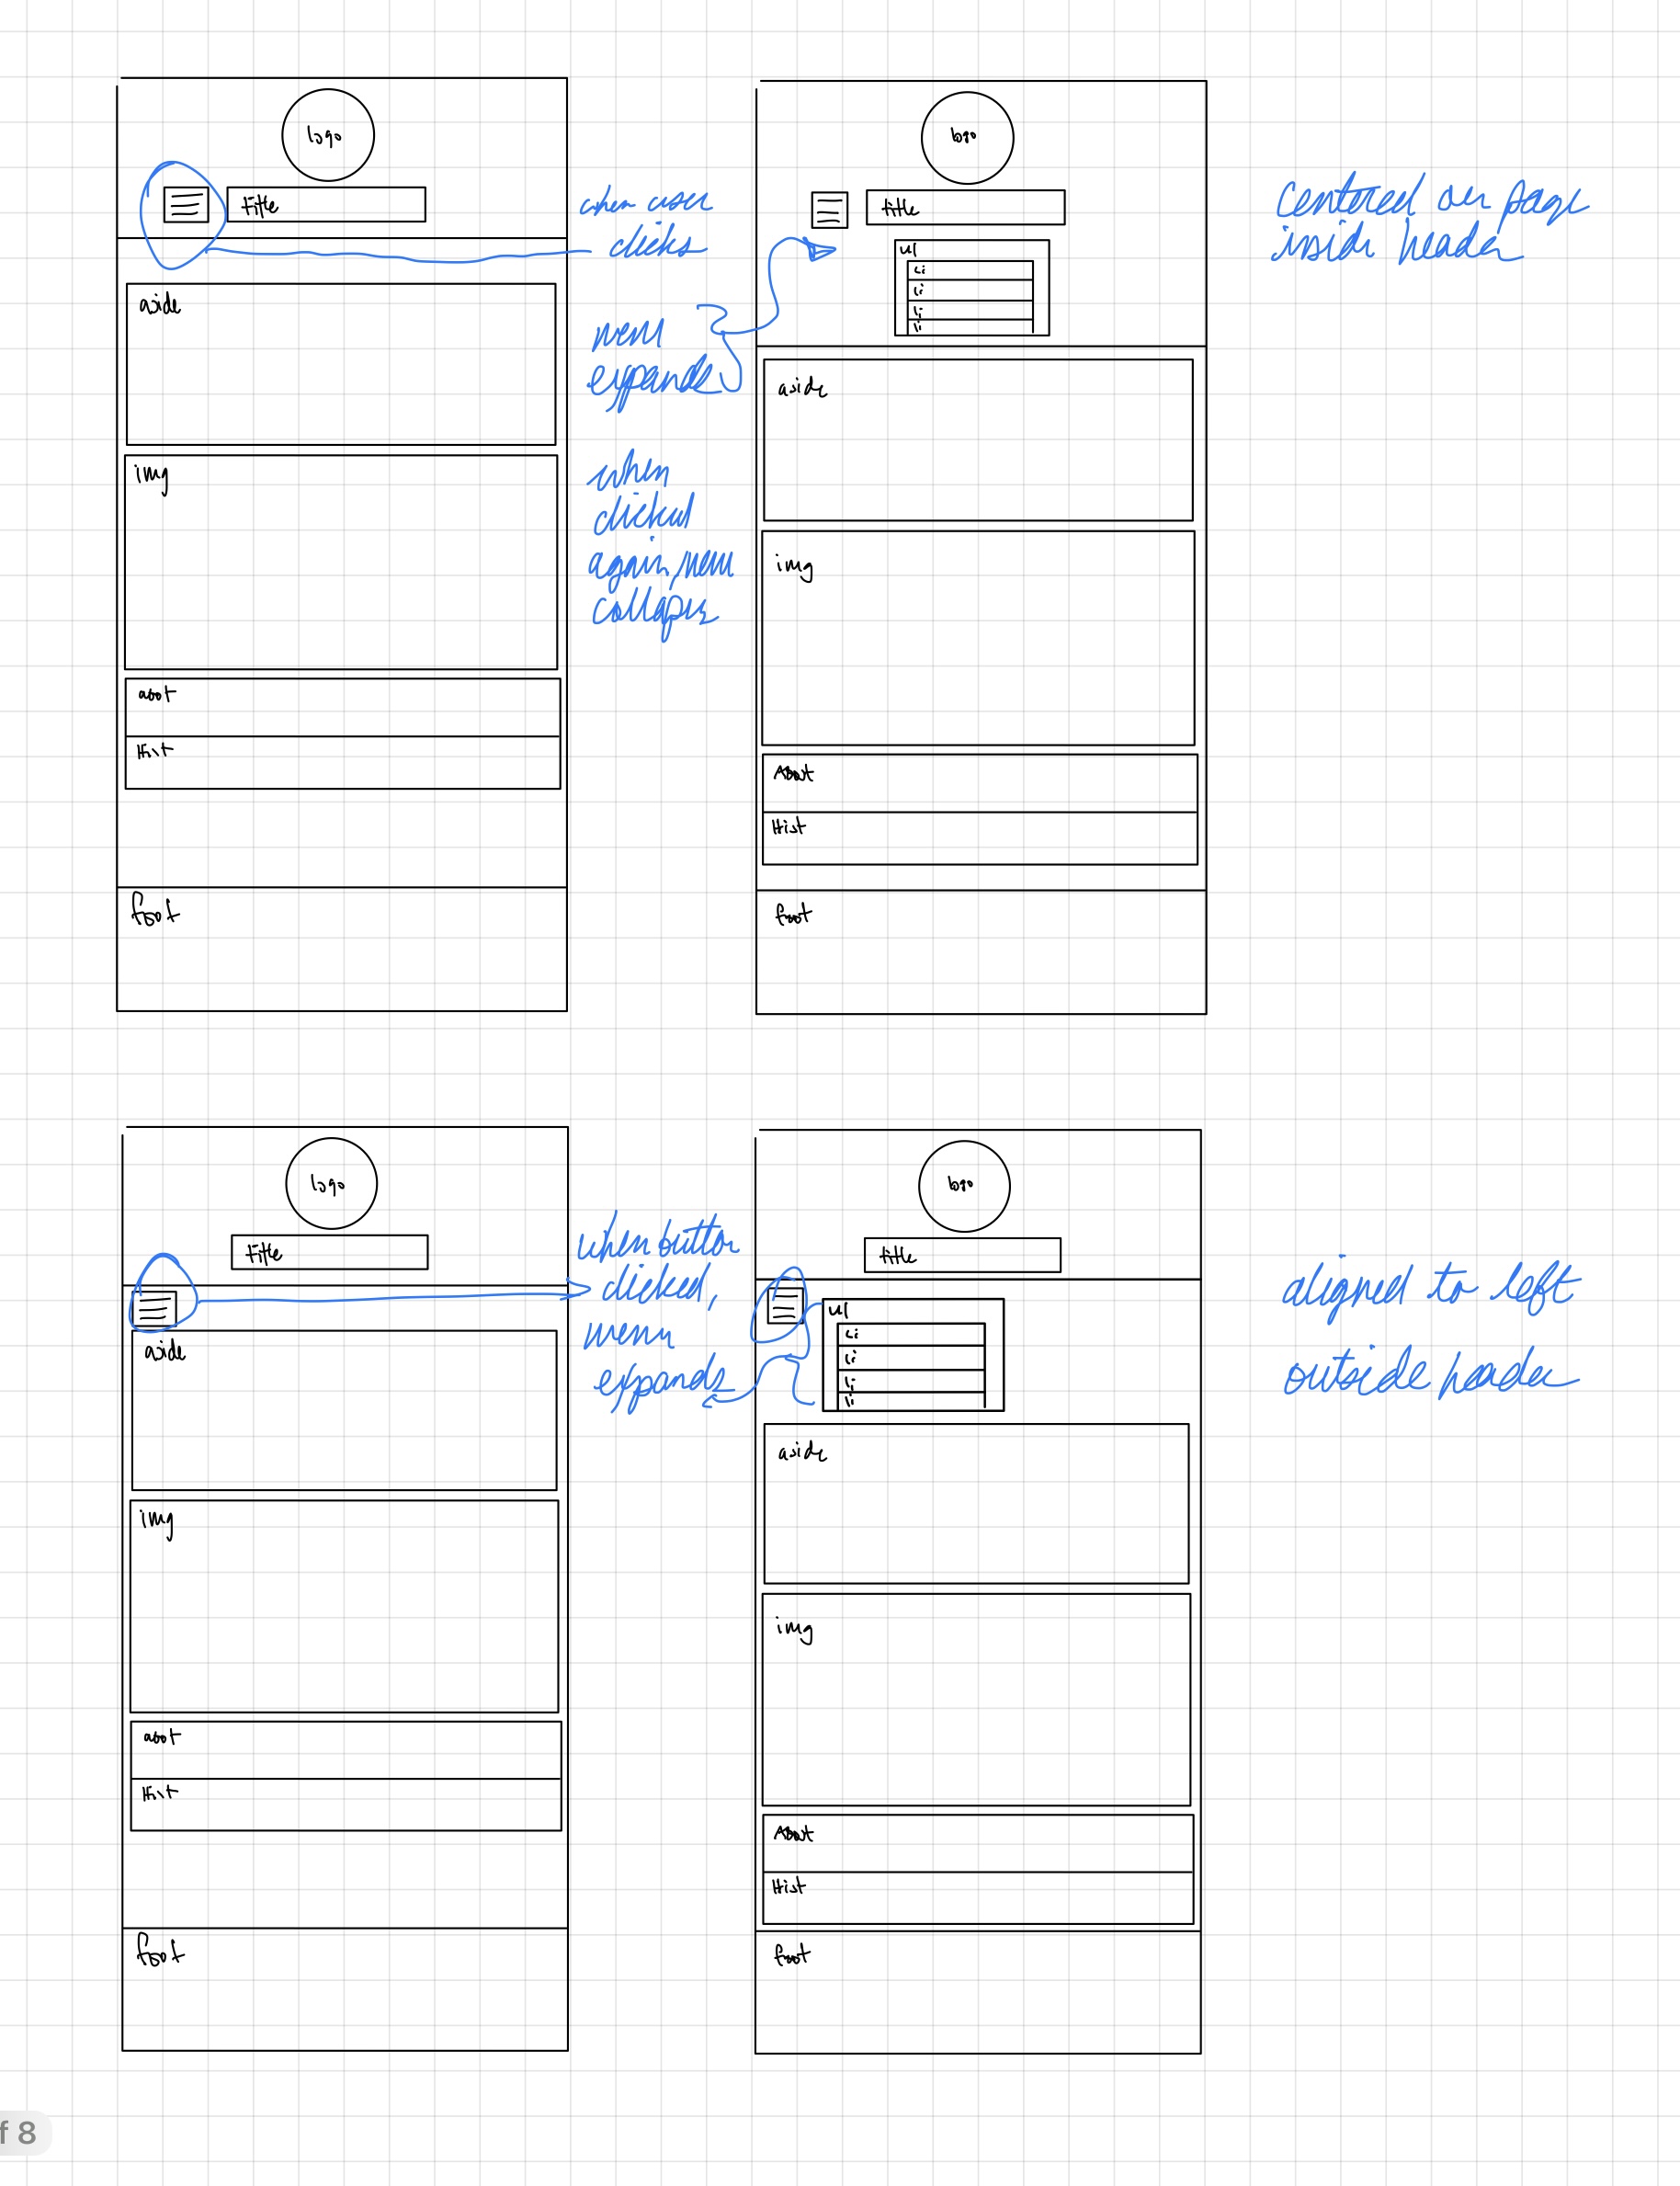 logo
title
when user
clicks
aside
menu
expands
img
when
clicked
again, menu
collapses
about
Hist
foot
logo
title
ul
li
li
li
li
aside
img
About
Hist
foot
centered on page
inside header
logo
title
when button
clicked,
menu
expands
aside
img
about
Hist
foot
logo
title
ul
li
li
li
li
aside
img
About
Hist
foot
aligned to left
outside header
f 8